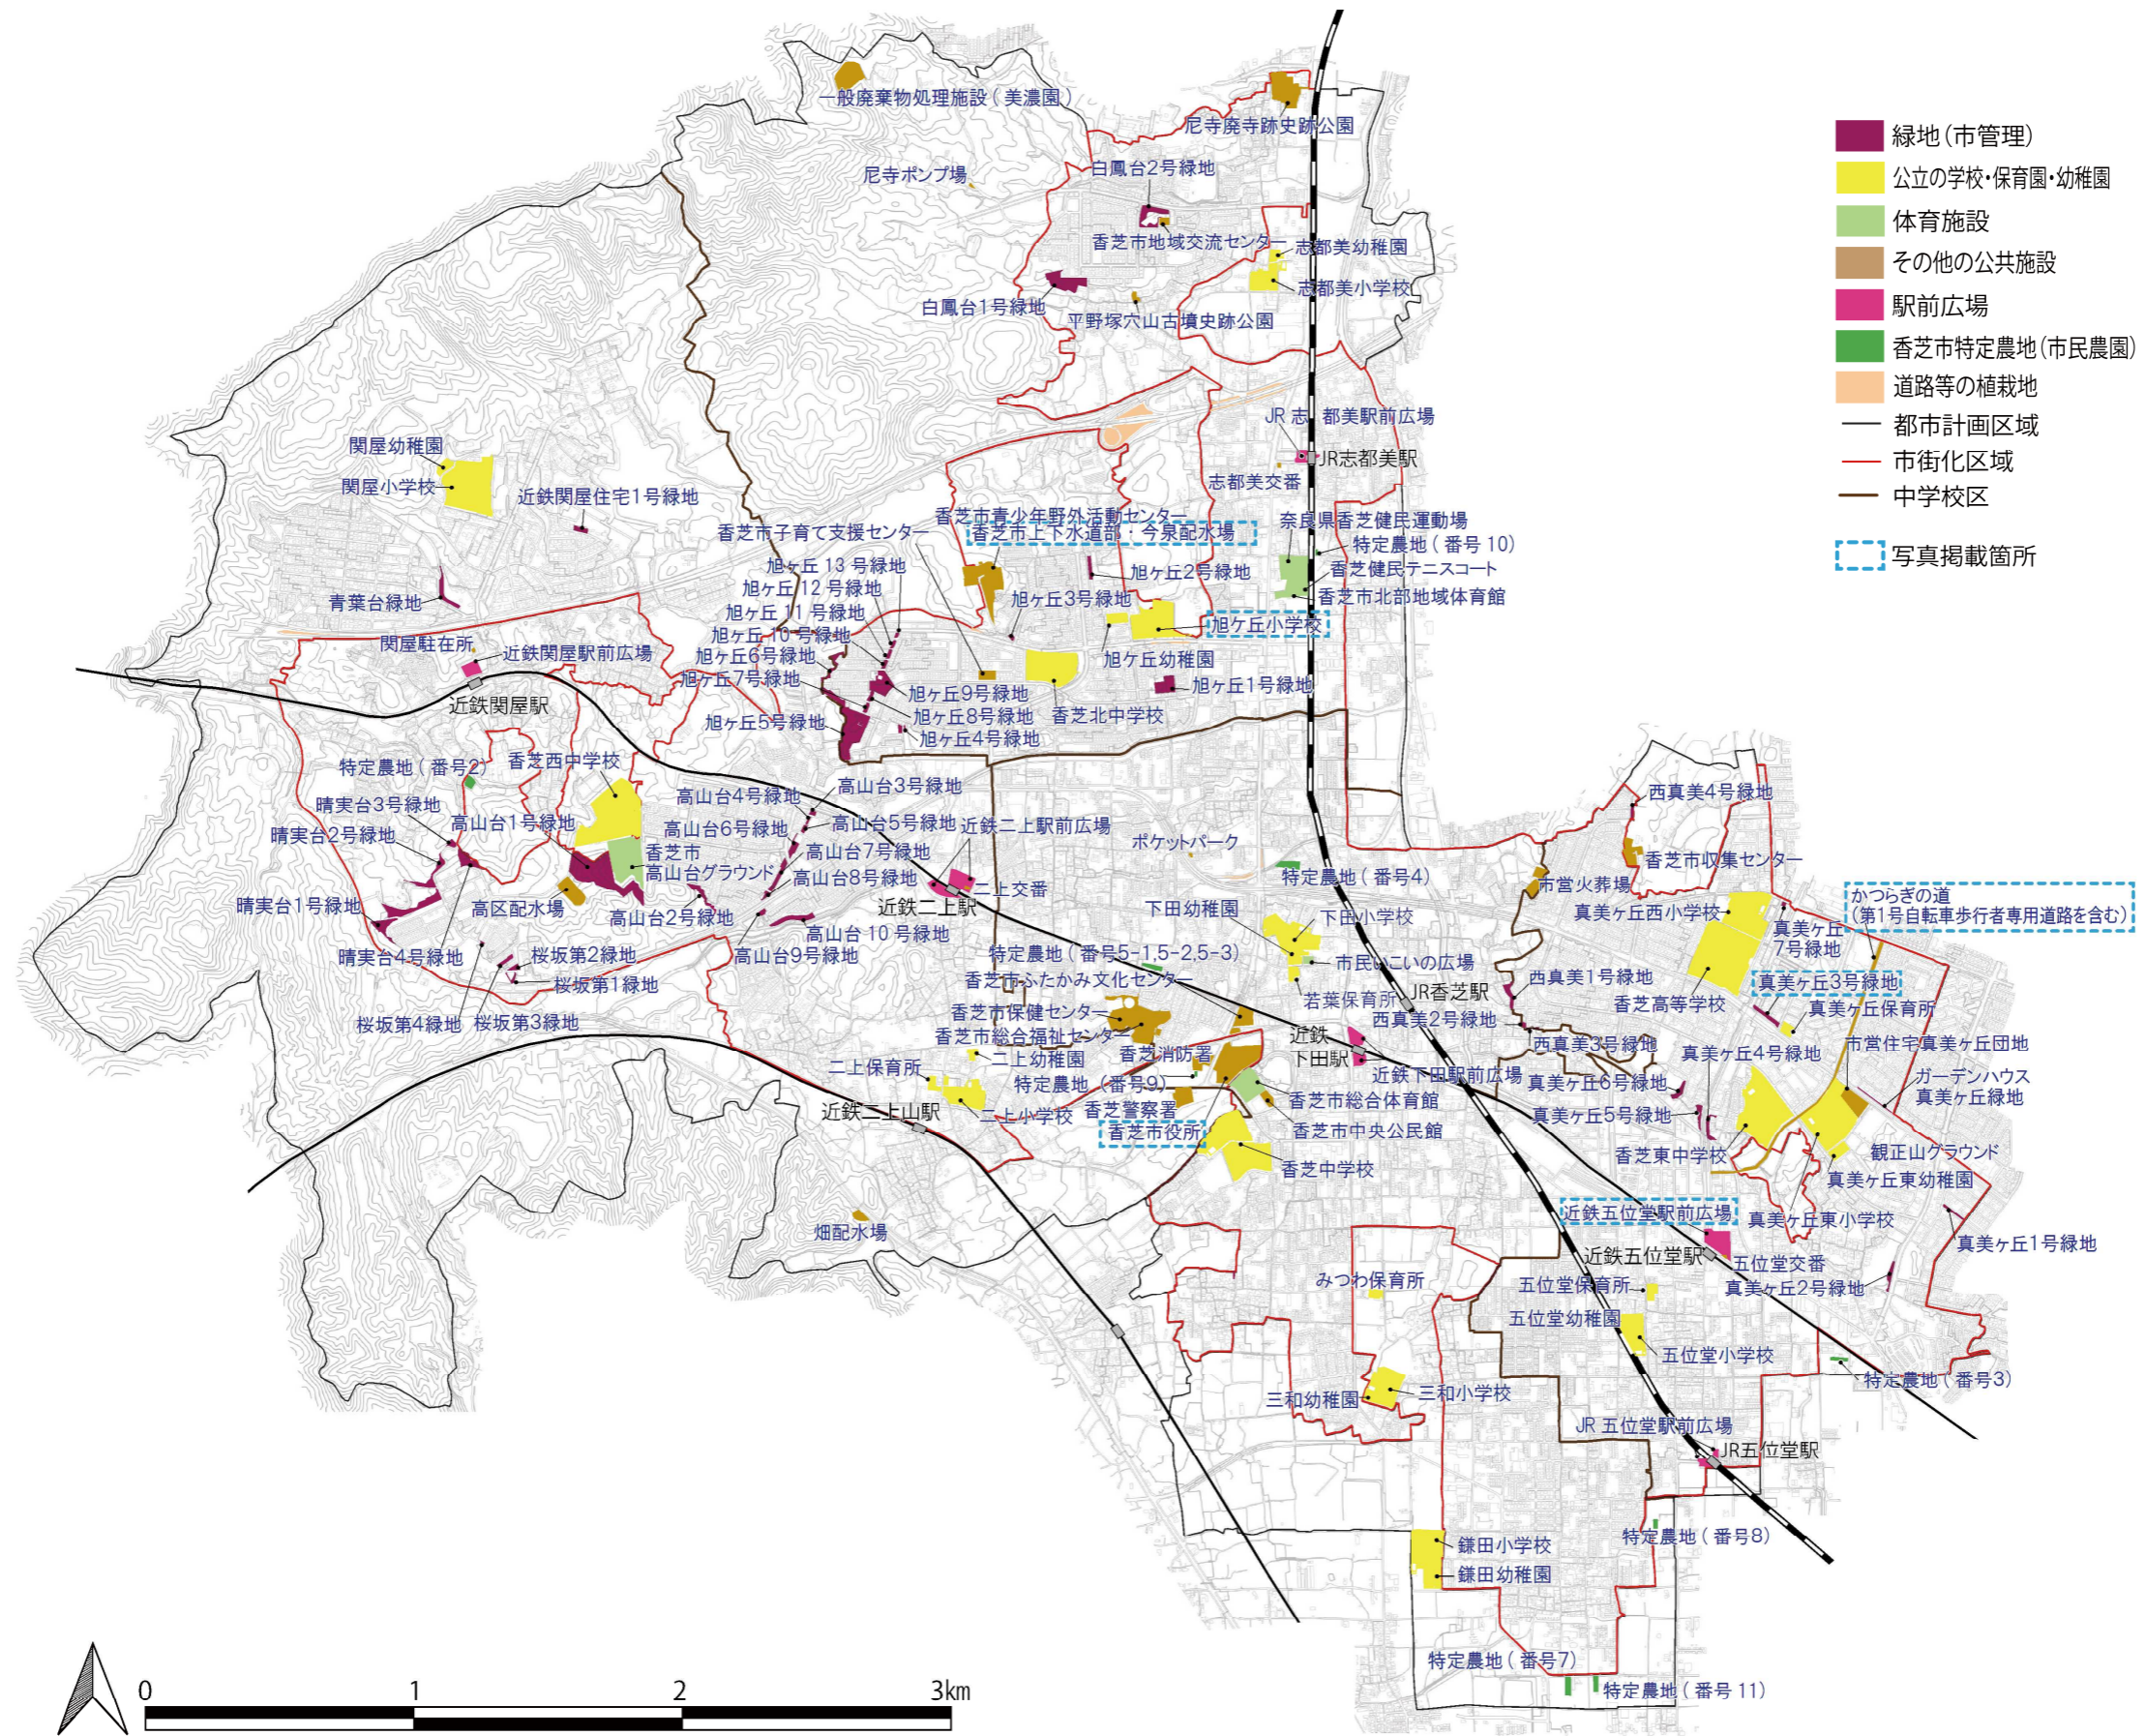 一般廃棄物処理施設（美濃園）
尼寺廃寺跡史跡公園
尼寺ポンプ場
白鳳台2号緑地
香芝市地域交流センター
志都美幼稚園
志都美小学校
白鳳台1号緑地
平野塚穴山古墳史跡公園
緑地（市管理）
公立の学校・保育園・幼稚園
体育施設
その他の公共施設
駅前広場
香芝市特定農地（市民農園）
道路等の植栽地
都市計画区域
市街化区域
中学校区
写真掲載箇所
JR志都美駅前広場
JR志都美駅
志都美交番
関屋幼稚園
関屋小学校
近鉄関屋住宅1号緑地
香芝市青少年野外活動センター
香芝市子育て支援センター
香芝市上下水道部・今泉配水場
奈良県香芝健民運動場
特定農地（番号10）
香芝健民テニスコート
香芝市北部地域体育館
旭ヶ丘13号緑地
旭ヶ丘12号緑地
旭ヶ丘11号緑地
旭ヶ丘10号緑地
旭ヶ丘6号緑地
旭ヶ丘7号緑地
旭ヶ丘5号緑地
旭ヶ丘2号緑地
旭ヶ丘3号緑地
旭ケ丘小学校
旭ケ丘幼稚園
旭ヶ丘1号緑地
旭ヶ丘9号緑地
旭ヶ丘8号緑地
旭ヶ丘4号緑地
香芝北中学校
青葉台緑地
関屋駐在所
近鉄関屋駅前広場
近鉄関屋駅
特定農地（番号2）
香芝西中学校
晴実台3号緑地
晴実台2号緑地
高山台1号緑地
晴実台1号緑地
晴実台4号緑地
高区配水場
香芝市
高山台グラウンド
高山台2号緑地
高山台4号緑地
高山台3号緑地
高山台6号緑地
高山台5号緑地
高山台7号緑地
高山台8号緑地
高山台9号緑地
高山台10号緑地
近鉄二上駅前広場
二上交番
近鉄二上駅
桜坂第2緑地
桜坂第1緑地
桜坂第4緑地
桜坂第3緑地
ポケットパーク
特定農地（番号4）
下田幼稚園
下田小学校
市民いこいの広場
若葉保育所
特定農地（番号5-1,5-2,5-3）
香芝市ふたかみ文化センター
香芝市保健センター
香芝市総合福祉センター
香芝消防署
二上幼稚園
二上保育所
特定農地（番号9）
二上小学校
香芝警察署
香芝市役所
近鉄二上山駅
香芝市総合体育館
香芝市中央公民館
香芝中学校
畑配水場
JR香芝駅
近鉄
下田駅
近鉄下田駅前広場
西真美4号緑地
香芝市収集センター
市営火葬場
真美ヶ丘西小学校
真美ヶ丘
7号緑地
かつらぎの道
（第1号自転車歩行者専用道路を含む）
西真美1号緑地
西真美2号緑地
西真美3号緑地
香芝高等学校
真美ヶ丘3号緑地
真美ヶ丘保育所
真美ヶ丘4号緑地
市営住宅真美ヶ丘団地
ガーデンハウス
真美ヶ丘緑地
真美ヶ丘6号緑地
真美ヶ丘5号緑地
香芝東中学校
観正山グラウンド
真美ヶ丘東幼稚園
真美ヶ丘東小学校
真美ヶ丘1号緑地
近鉄五位堂駅前広場
近鉄五位堂駅
五位堂交番
真美ヶ丘2号緑地
みつわ保育所
五位堂保育所
五位堂幼稚園
五位堂小学校
特定農地（番号3）
三和幼稚園
三和小学校
JR五位堂駅前広場
JR五位堂駅
特定農地（番号8）
鎌田小学校
鎌田幼稚園
特定農地（番号7）
特定農地（番号11）
0 1 2 3km